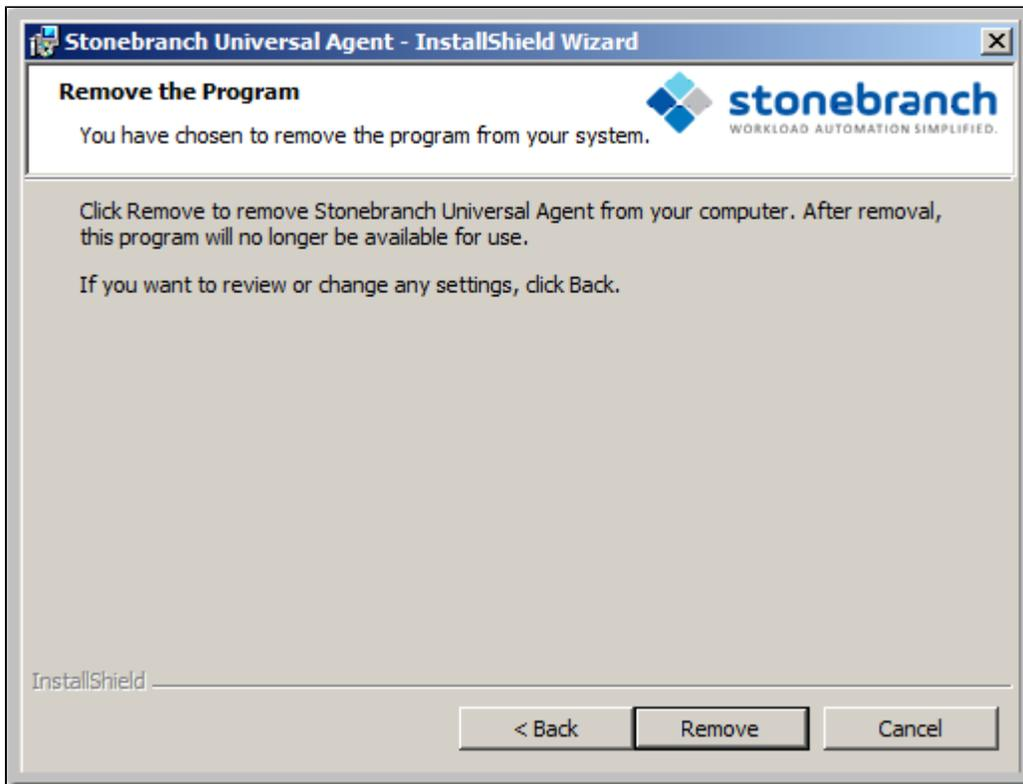 Stonebranch Universal Agent - InstallShield Wizard
Remove the Program
You have chosen to remove the program from your system.
stonebranch
WORKLOAD AUTOMATION SIMPLIFIED.
Click Remove to remove Stonebranch Universal Agent from your computer. After removal,
this program will no longer be available for use.
If you want to review or change any settings, click Back.
InstallShield
< Back
Remove
Cancel